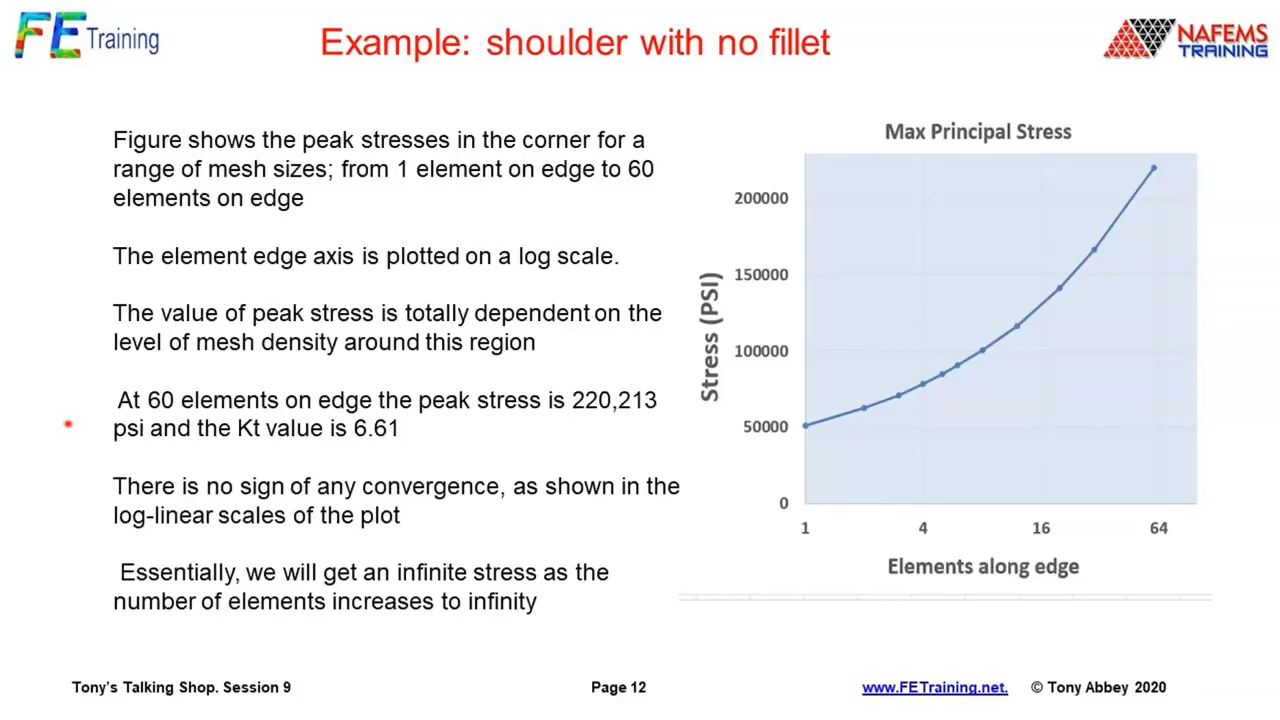 FE Training
Example: shoulder with no fillet
NAFEMS
TRAINING
Figure shows the peak stresses in the corner for a
range of mesh sizes; from 1 element on edge to 60
elements on edge
The element edge axis is plotted on a log scale.
The value of peak stress is totally dependent on the
level of mesh density around this region
At 60 elements on edge the peak stress is 220,213
psi and the Kt value is 6.61
There is no sign of any convergence, as shown in the
log-linear scales of the plot
Essentially, we will get an infinite stress as the
number of elements increases to infinity
Max Principal Stress
Stress (PSI)
200000
150000
100000
50000
0
1 4 16 64
Elements along edge
Tony's Talking Shop. Session 9 Page 12 www.FETraining.net. © Tony Abbey 2020